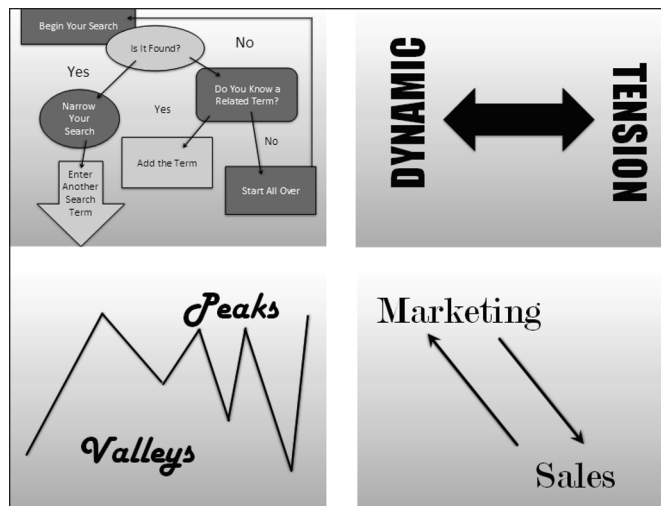 Begin Your Search
Is It Found?
No
Yes
Do You Know a
Related Term?
Narrow
Your
Search
Yes
No
Add the Term
Enter
Another
Search
Term
Start All Over
DYNAMIC
TENSION
Peaks
Valleys
Marketing
Sales